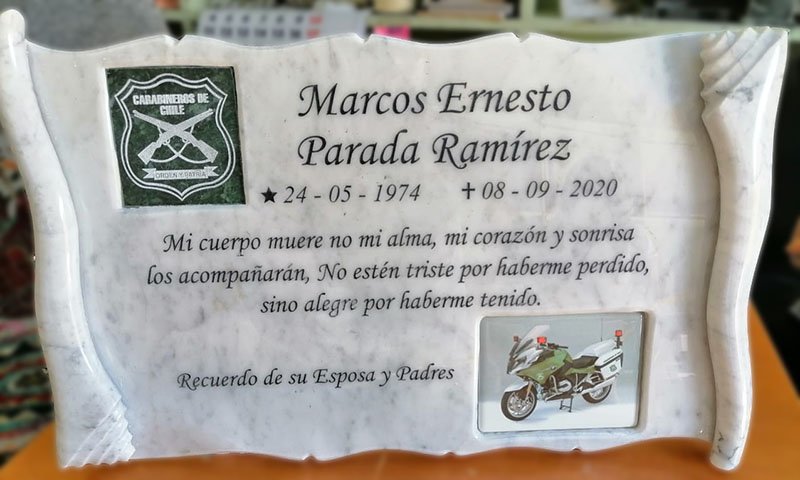 CARABINEROS DE
CHILE
ORDEN Y PATRIA
Marcos Ernesto
Parada Ramírez
★ 24 - 05 - 1974 ✝ 08 - 09 - 2020
Mi cuerpo muere no mi alma, mi corazón y sonrisa
los acompañarán, No estén triste por haberme perdido,
sino alegre por haberme tenido.
Recuerdo de su Esposa y Padres